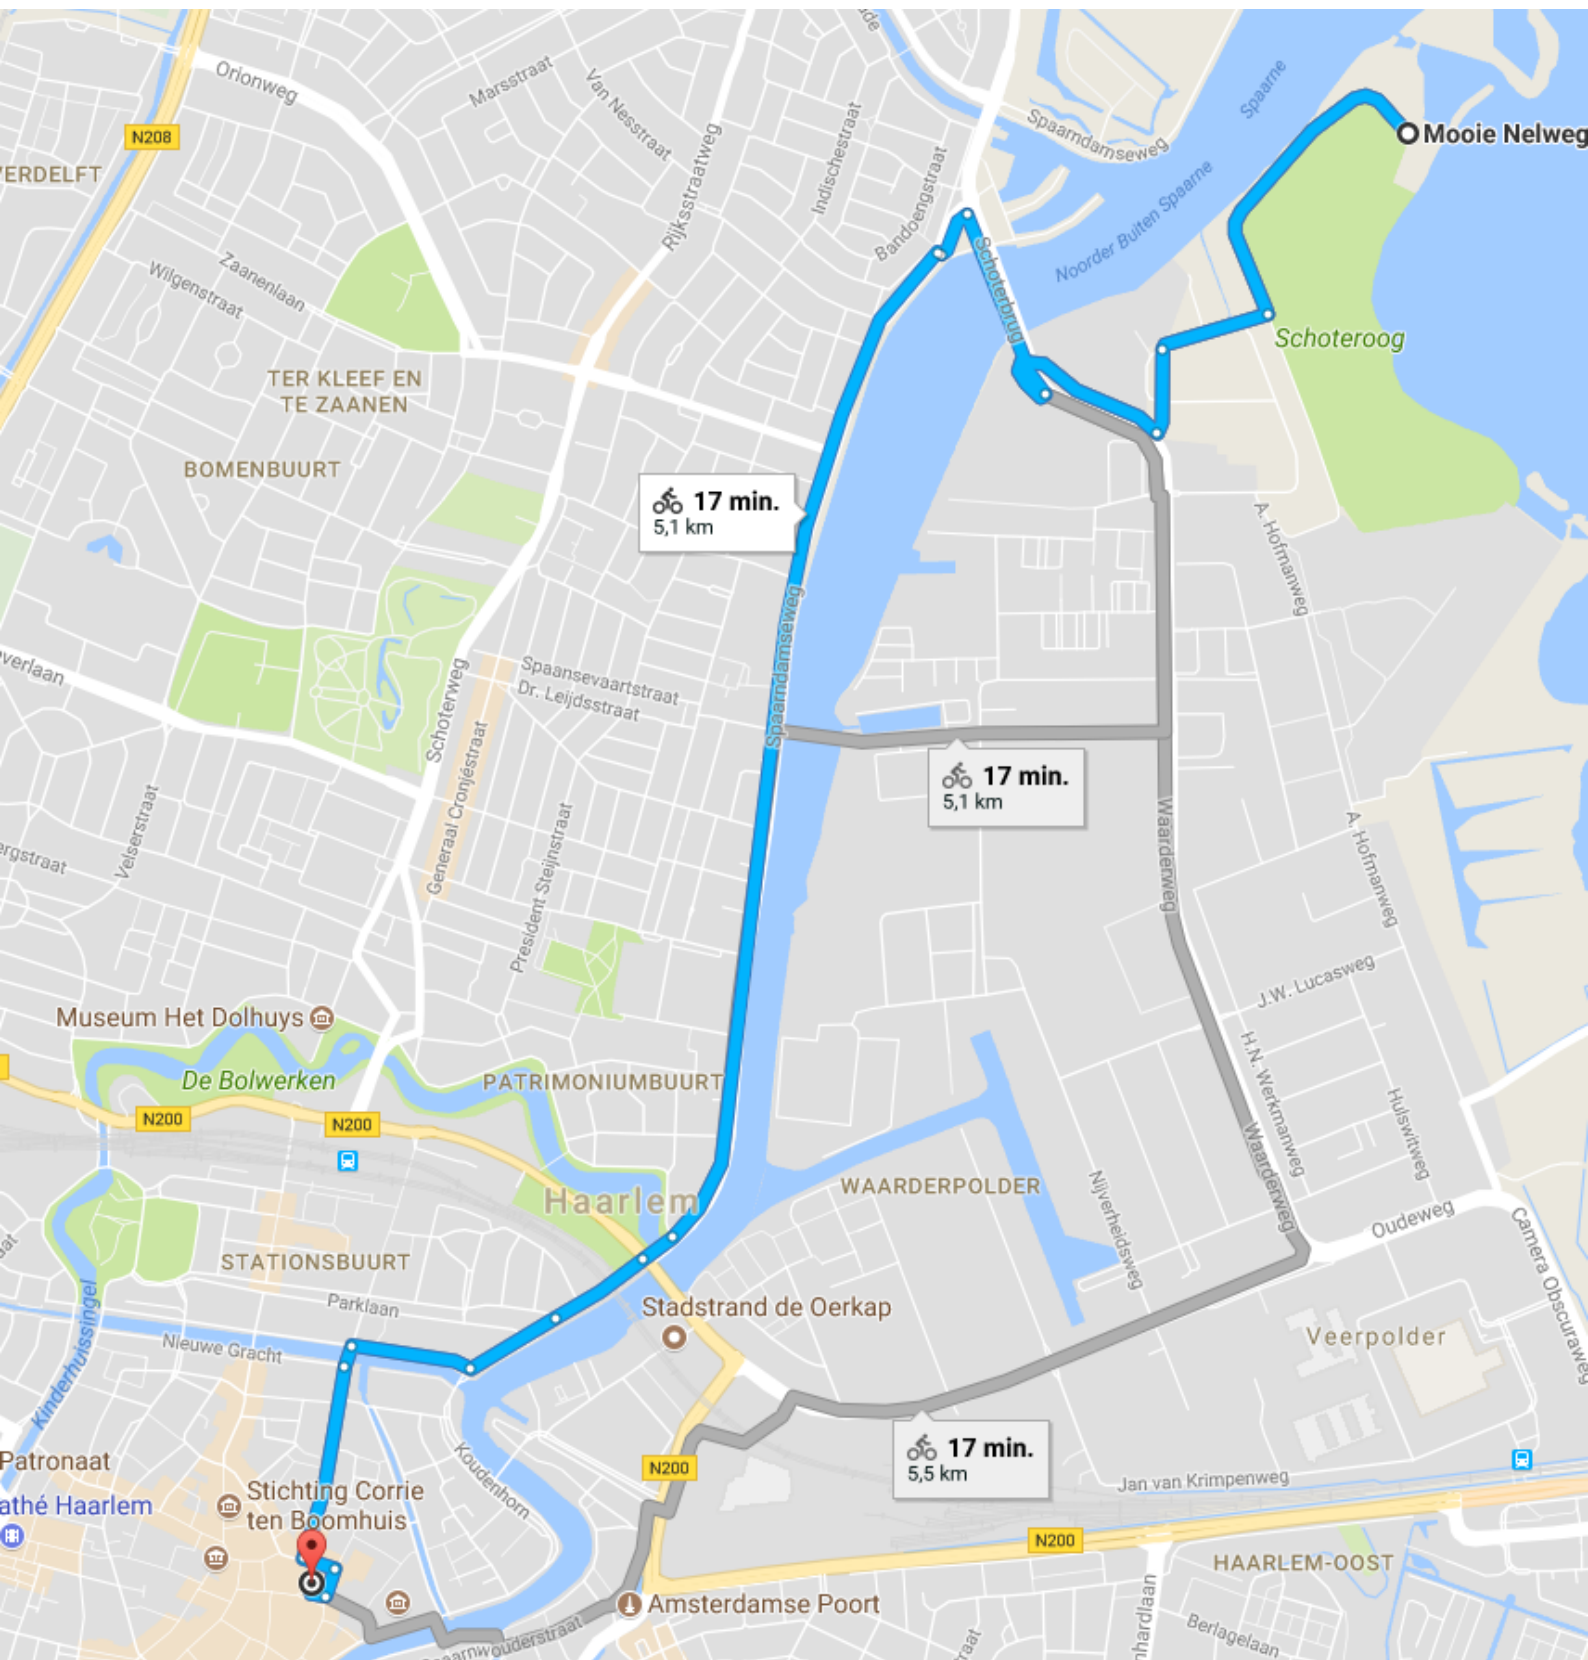 Orionweg
Marsstraat
Van Nesstraat
Spaarne
N208
Spaarndamseweg
Mooie Nelweg
Indischestraat
Rijksstraatweg
Bandoengstraat
Noorder Buiten Spaarne
Schoterbrug
Zaanenlaan
Wilgenstraat
Schoteroog
TER KLEEF EN
TE ZAANEN
BOMENBUURT
17 min.
5,1 km
A. Hofmanweg
Spaarndamseweg
Spaansevaartstraat
Dr. Leijdsstraat
Schoterweg
Generaal Cronjéstraat
17 min.
5,1 km
Velserstraat
President Steijnstraat
Waarderweg
A. Hofmanweg
J.W. Lucasweg
Museum Het Dolhuys
De Bolwerken
PATRIMONIUMBUURT
H.N. Werkmanweg
Hulswitweg
N200
N200
Waarderweg
Haarlem
WAARDERPOLDER
Nijverheidsweg
Oudeweg
Camera Obscuraweg
STATIONSBUURT
Parklaan
Stadstrand de Oerkap
Nieuwe Gracht
Kinderhuissingel
Veerpolder
17 min.
5,5 km
N200
Koudenhorn
Patronaat
Jan van Krimpenweg
Stichting Corrie
ten Boomhuis
athé Haarlem
N200
HAARLEM-OOST
Amsterdamse Poort
Berlagelaan